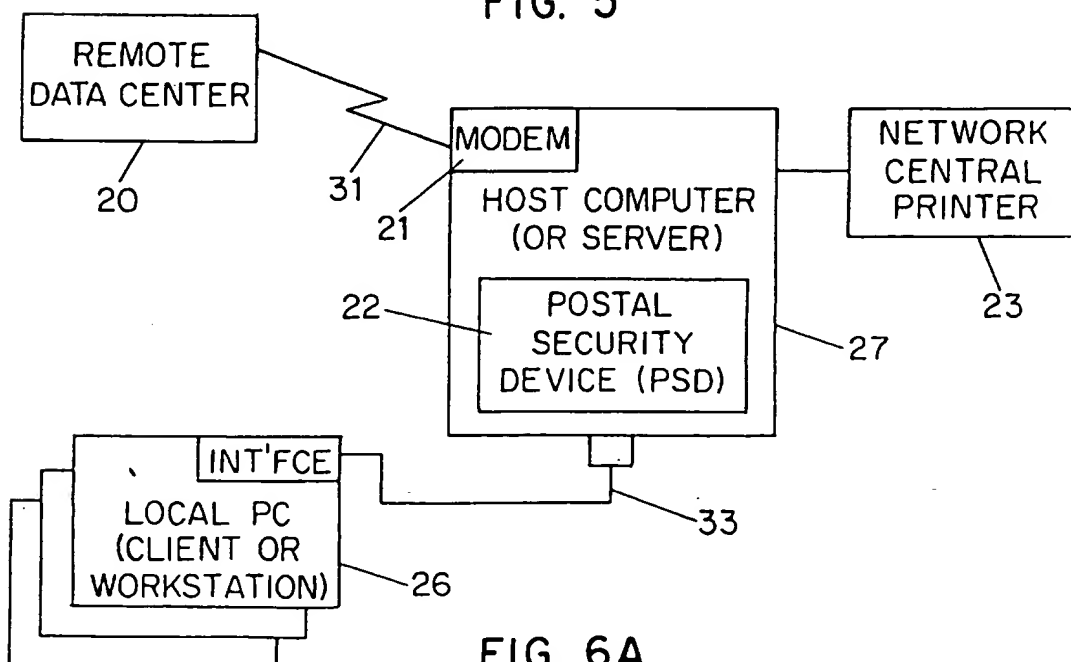 FIG. 5
REMOTE
DATA CENTER
20
31
MODEM
21
HOST COMPUTER
(OR SERVER)
22
POSTAL
SECURITY
DEVICE (PSD)
27
NETWORK
CENTRAL
PRINTER
23
INT'FCE
LOCAL PC
(CLIENT OR
WORKSTATION)
26
33
FIG. 6A